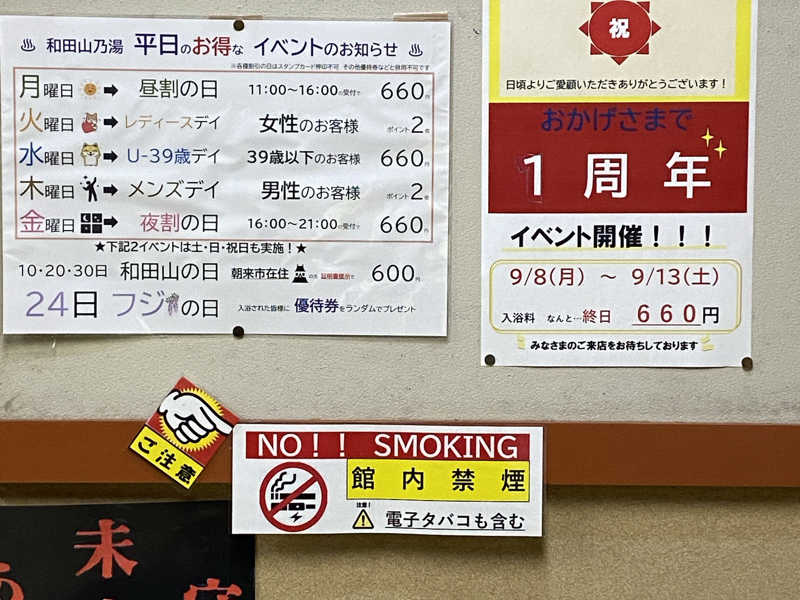 和田山乃湯 平日のお得な イベントのお知らせ
※各種割引の日はスタンプカード押印不可 その他優待券などと併用不可です
月曜日 ➡ 昼割の日 11:00～16:00の受付で 660円
火曜日 ➡ レディースデイ 女性のお客様 ポイント2倍
水曜日 ➡ U-39歳デイ 39歳以下のお客様 660円
木曜日 ➡ メンズデイ 男性のお客様 ポイント2倍
金曜日 ➡ 夜割の日 16:00～21:00の受付で 660円
★下記2イベントは土・日・祝日も実施！★
10・20・30日 和田山の日 朝来市在住の方 証明書提示で 600円
24日 フジの日 入浴された皆様に 優待券をランダムでプレゼント
祝
日頃よりご愛顧いただきありがとうございます！
おかげさまで
1周年
イベント開催！！！
9/8(月) ～ 9/13(土)
入浴料 なんと…終日 660円
みなさまのご来店をお待ちしております
ご注意
NO！！ SMOKING
館内禁煙
注意！
電子タバコも含む
未